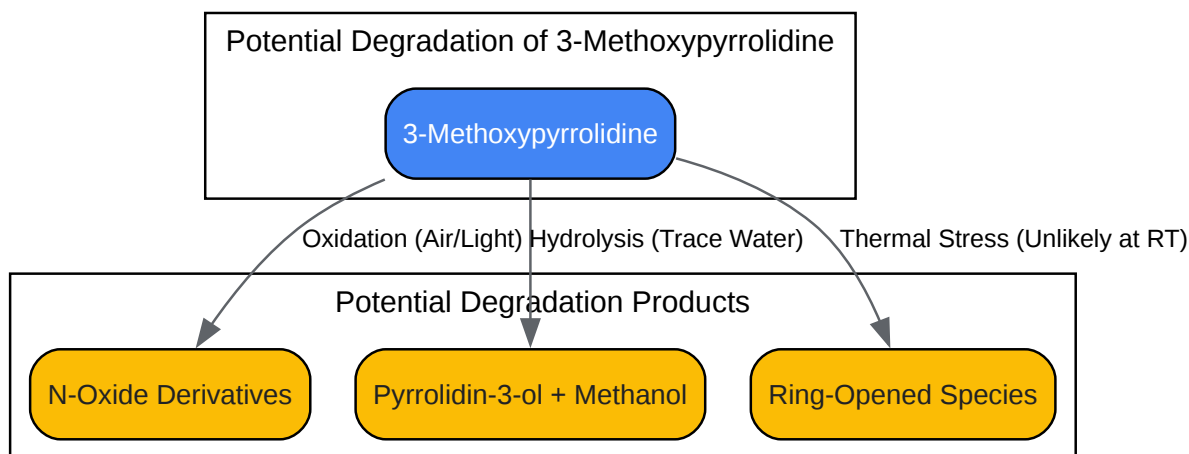 Potential Degradation of 3-Methoxypyrrolidine
3-Methoxypyrrolidine
Oxidation (Air/Light) Hydrolysis (Trace Water) Thermal Stress (Unlikely at RT)
Potential Degradation Products
N-Oxide Derivatives Pyrrolidin-3-ol + Methanol Ring-Opened Species